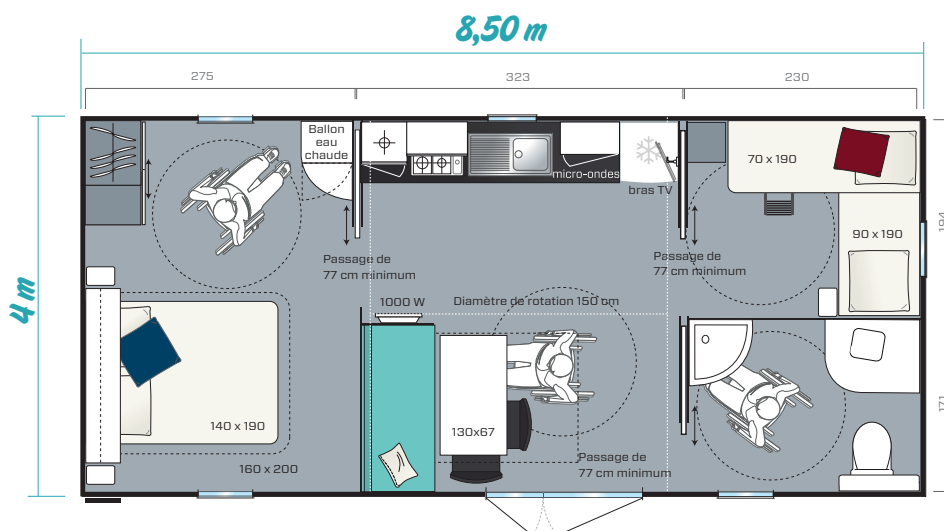 8,50 m
275
323
230
4 m
Ballon
eau
chaude
micro-ondes
bras TV
70 x 190
90 x 190
194
Passage de
77 cm minimum
Passage de
77 cm minimum
1000 W
Diamètre de rotation 150 cm
140 x 190
160 x 200
130x67
Passage de
77 cm minimum
171